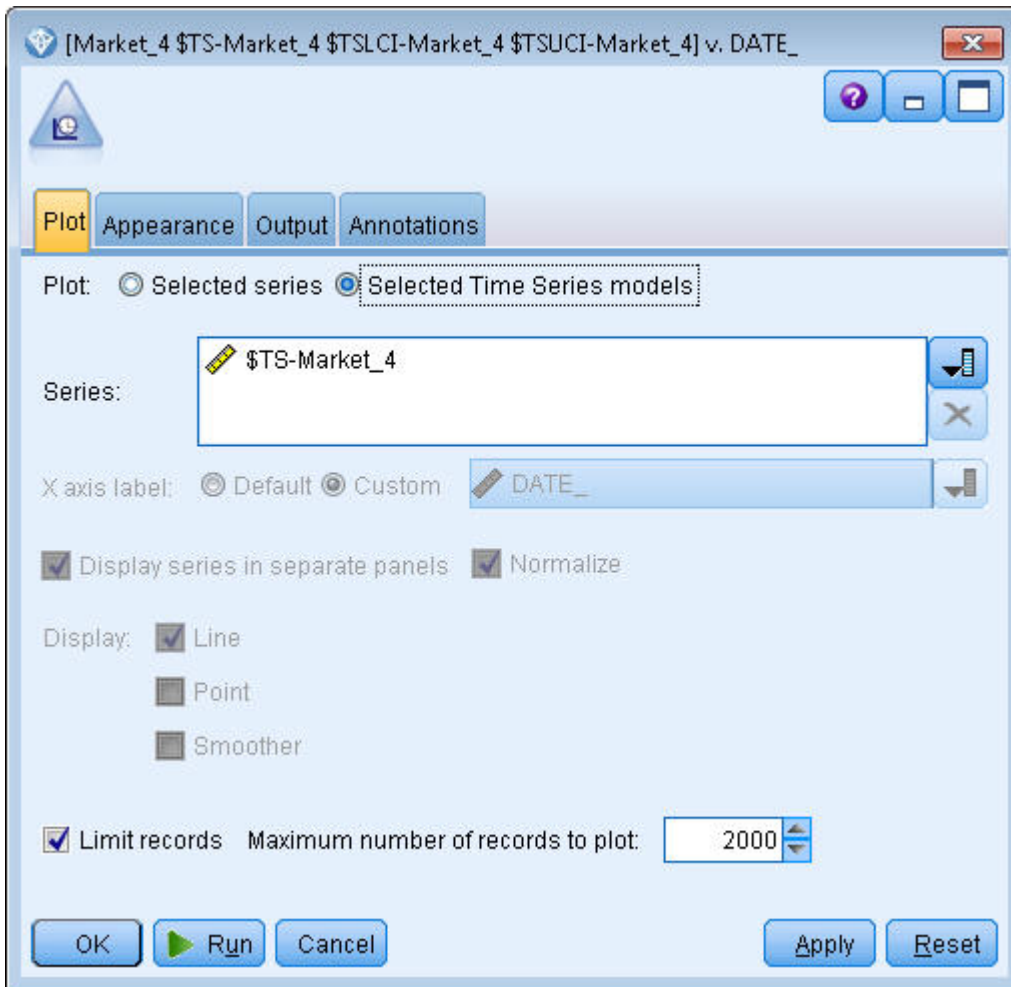 [Market_4 $TS-Market_4 $TSLCI-Market_4 $TSUCI-Market_4] v. DATE_
Plot Appearance Output Annotations
Plot: Selected series Selected Time Series models
Series: $TS-Market_4
X axis label: Default Custom DATE_
Display series in separate panels Normalize
Display: Line
Point
Smoother
Limit records Maximum number of records to plot: 2000
OK Run Cancel Apply Reset